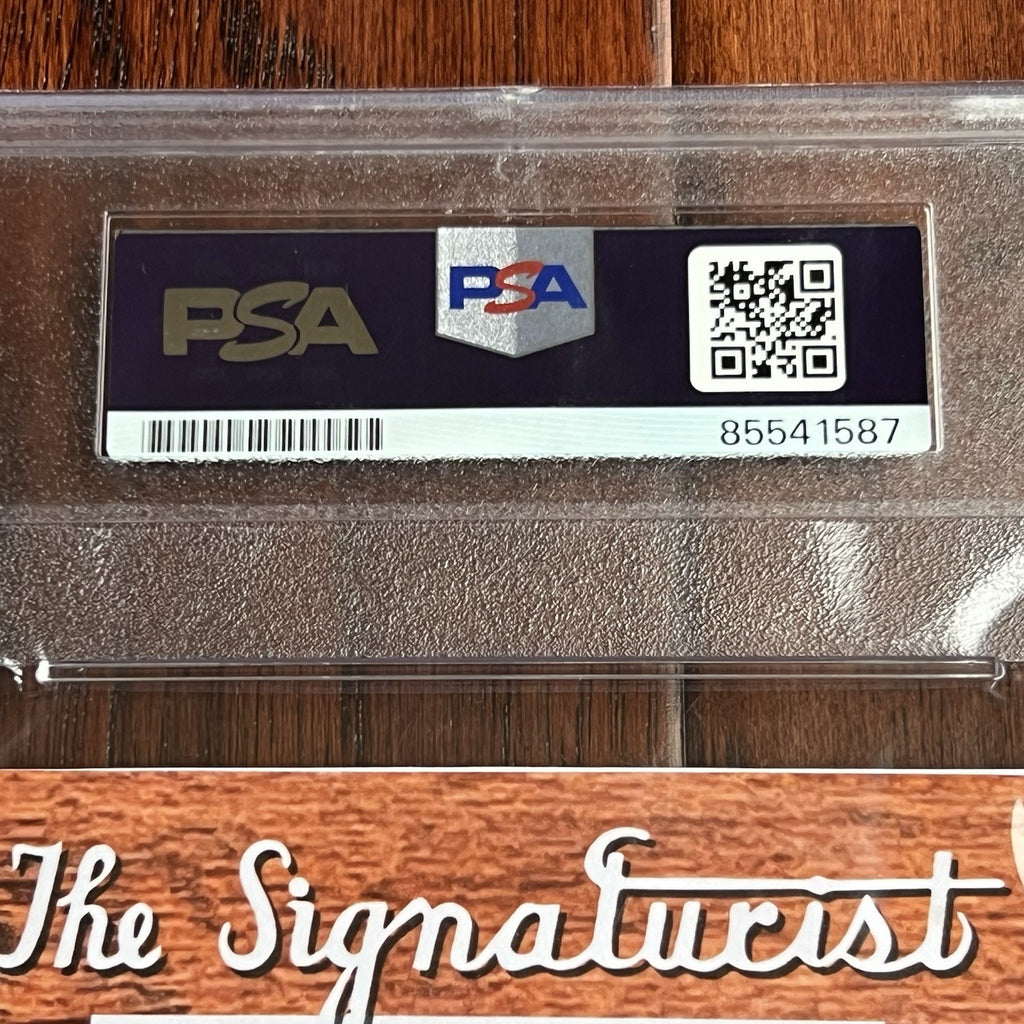 PSA
PSA
85541587
The Signaturist